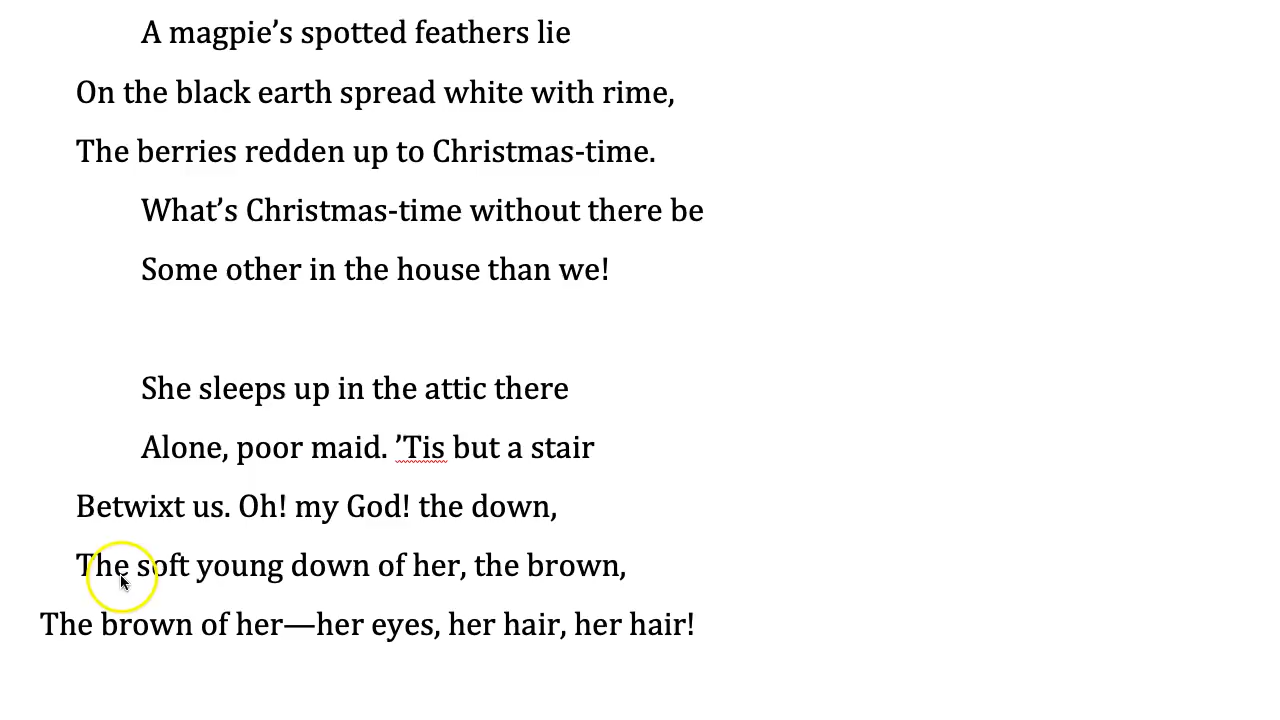 A magpie’s spotted feathers lie
On the black earth spread white with rime,
The berries redden up to Christmas-time.
What’s Christmas-time without there be
Some other in the house than we!
She sleeps up in the attic there
Alone, poor maid. ’Tis but a stair
Betwixt us. Oh! my God! the down,
The soft young down of her, the brown,
The brown of her—her eyes, her hair, her hair!